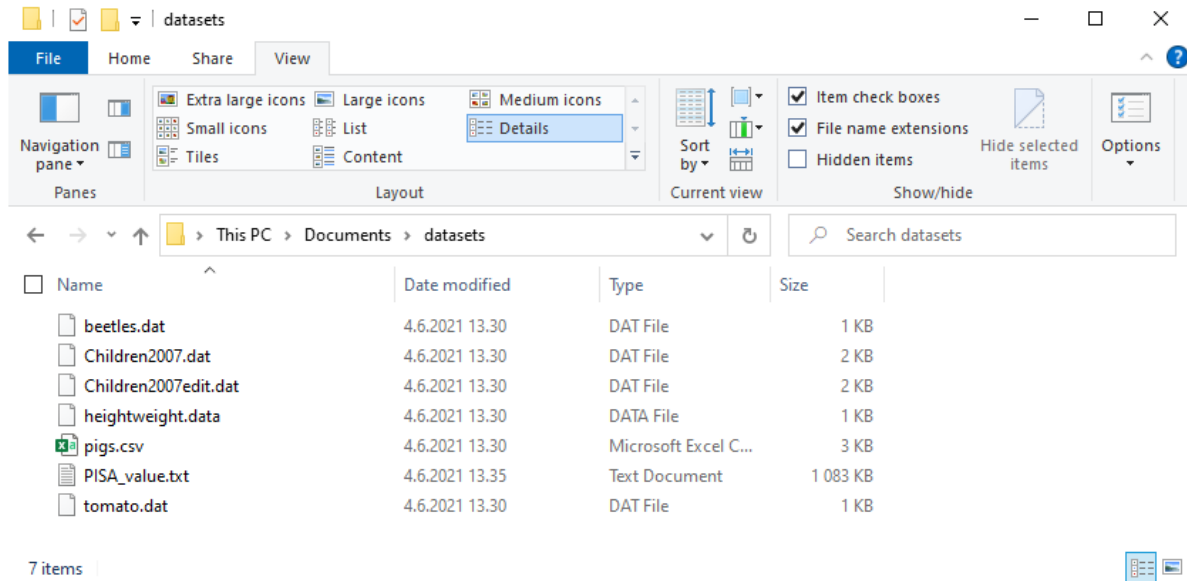 datasets
File Home Share View
Extra large icons Large icons Medium icons Item check boxes
Small icons List Details File name extensions
Navigation pane Tiles Content Sort by Hidden items Hide selected items Options
Panes Layout Current view Show/hide
This PC > Documents > datasets Search datasets
Name Date modified Type Size
beetles.dat 4.6.2021 13.30 DAT File 1 KB
Children2007.dat 4.6.2021 13.30 DAT File 2 KB
Children2007edit.dat 4.6.2021 13.30 DAT File 2 KB
heightweight.data 4.6.2021 13.30 DATA File 1 KB
pigs.csv 4.6.2021 13.30 Microsoft Excel C... 3 KB
PISA_value.txt 4.6.2021 13.35 Text Document 1 083 KB
tomato.dat 4.6.2021 13.30 DAT File 1 KB
7 items